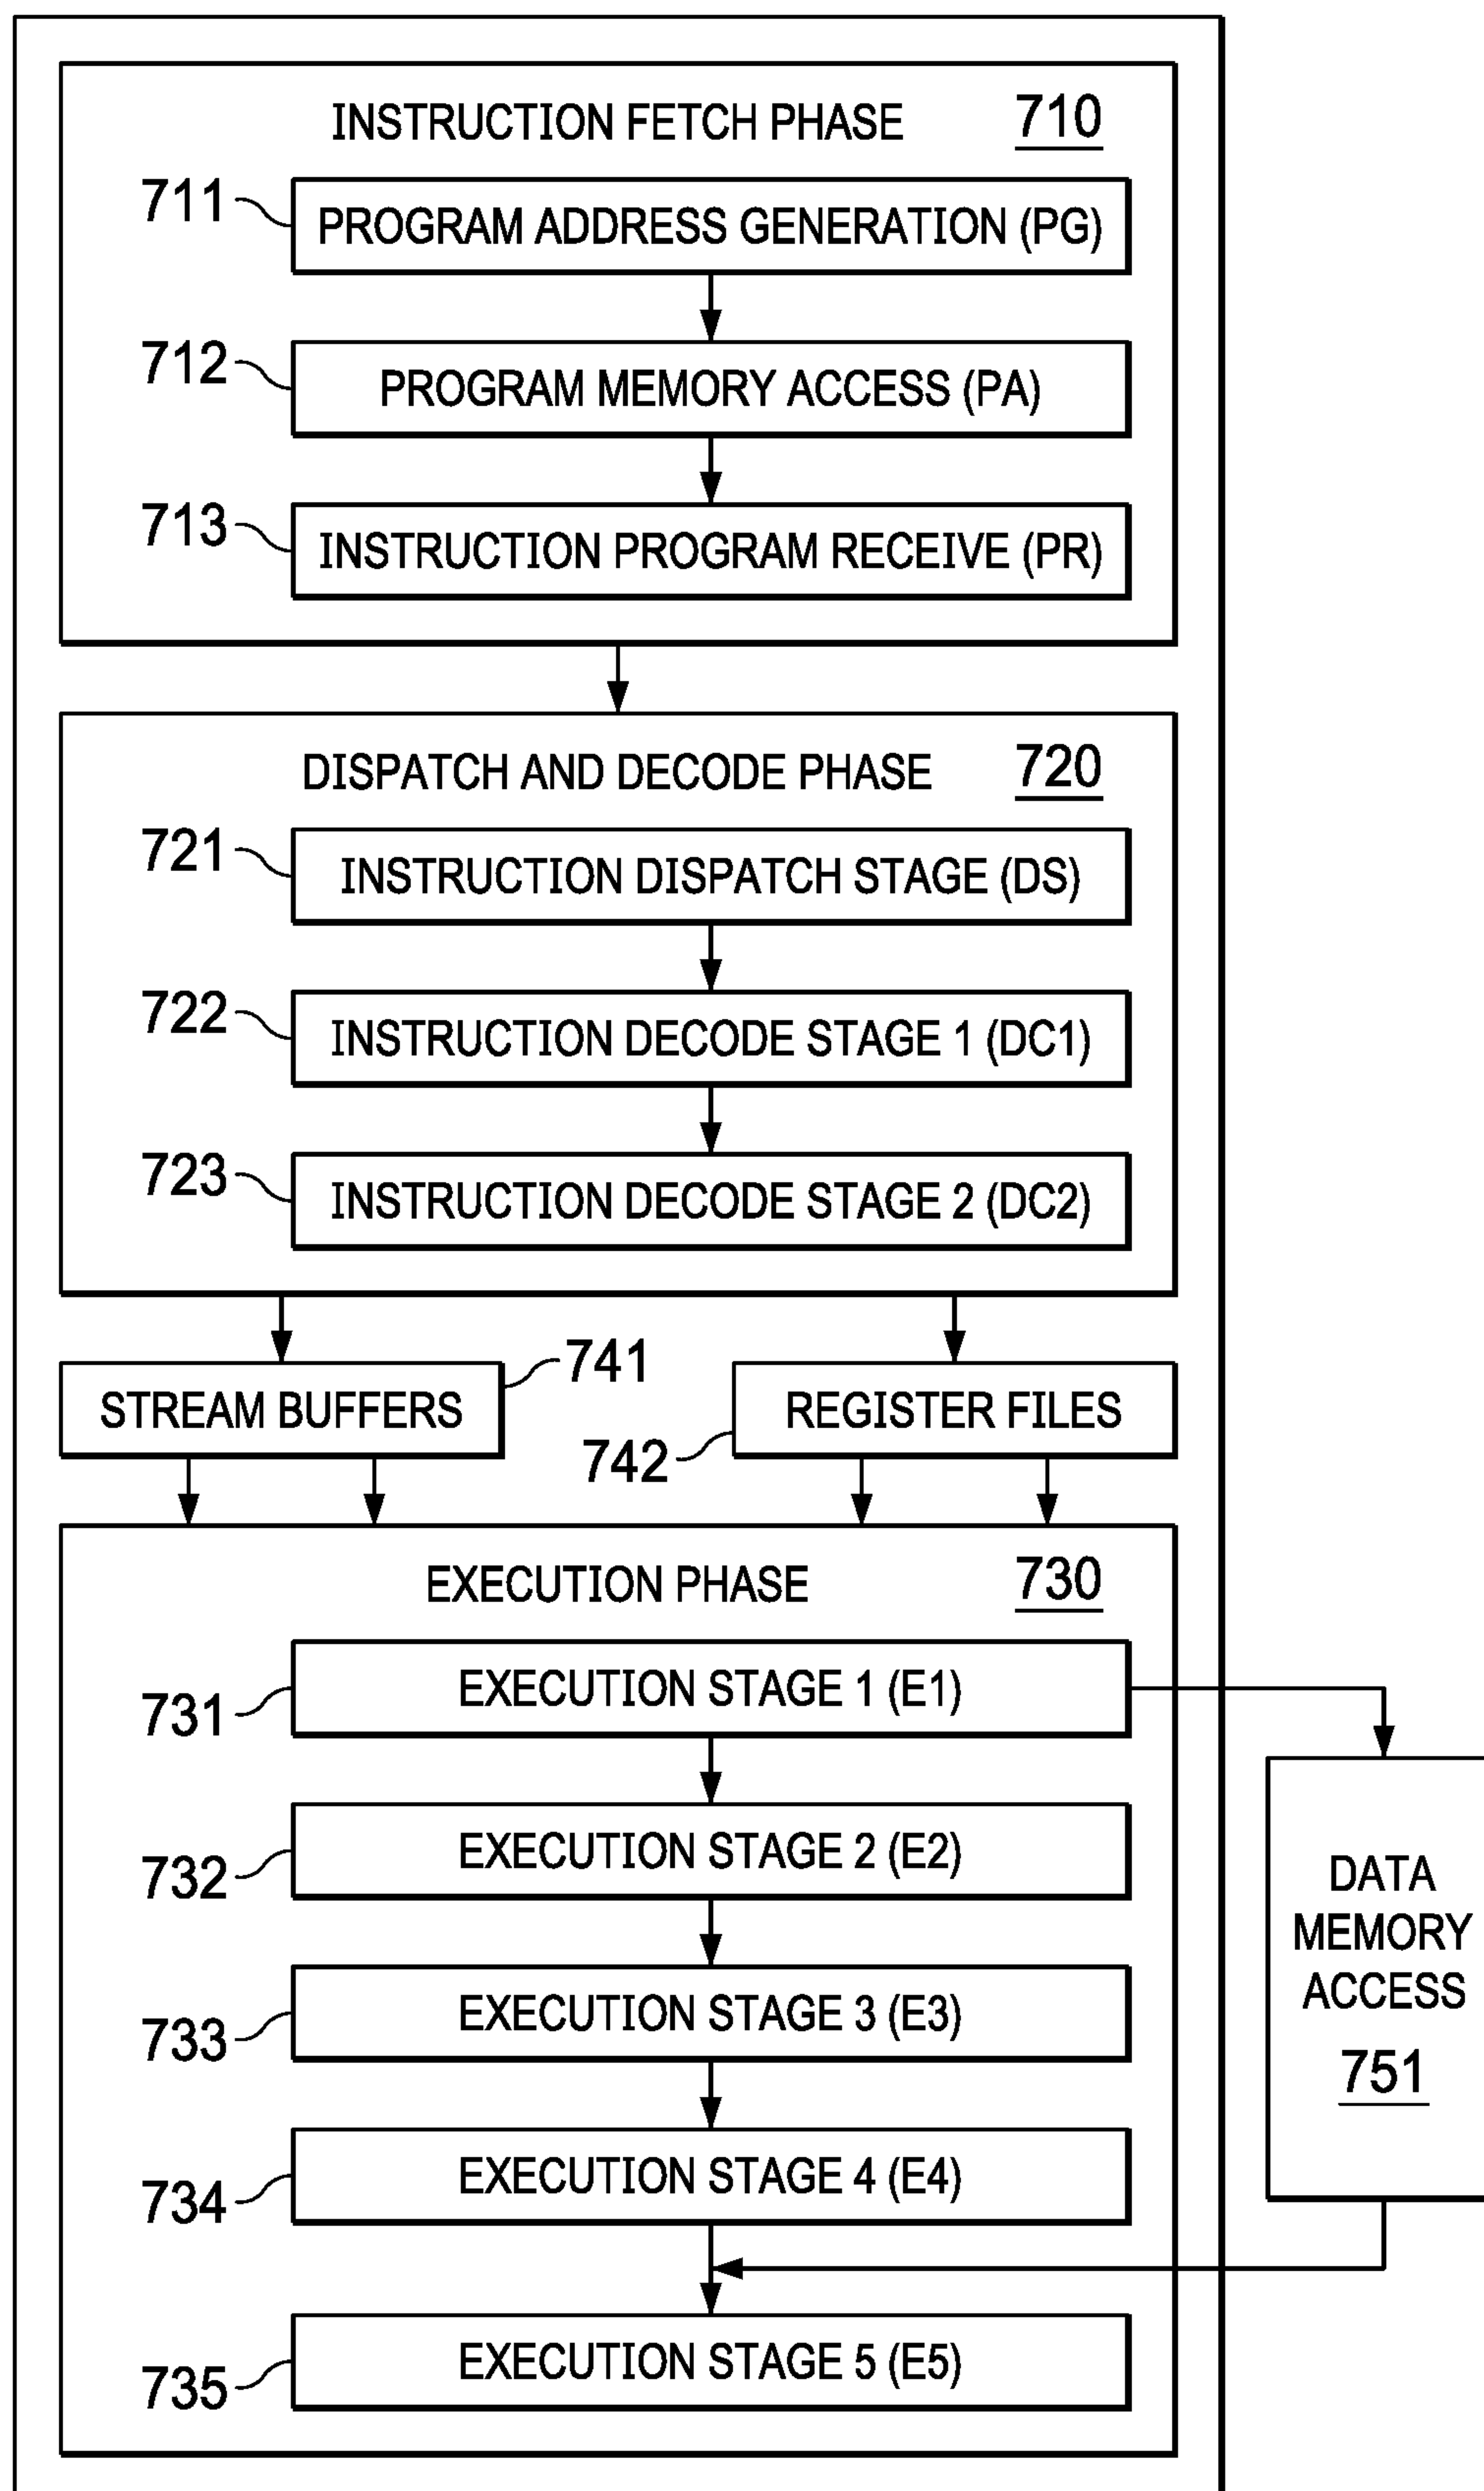 INSTRUCTION FETCH PHASE 710
711 PROGRAM ADDRESS GENERATION (PG)
712 PROGRAM MEMORY ACCESS (PA)
713 INSTRUCTION PROGRAM RECEIVE (PR)
DISPATCH AND DECODE PHASE 720
721 INSTRUCTION DISPATCH STAGE (DS)
722 INSTRUCTION DECODE STAGE 1 (DC1)
723 INSTRUCTION DECODE STAGE 2 (DC2)
STREAM BUFFERS 741
742 REGISTER FILES
EXECUTION PHASE 730
731 EXECUTION STAGE 1 (E1)
732 EXECUTION STAGE 2 (E2)
733 EXECUTION STAGE 3 (E3)
734 EXECUTION STAGE 4 (E4)
735 EXECUTION STAGE 5 (E5)
DATA
MEMORY
ACCESS
751